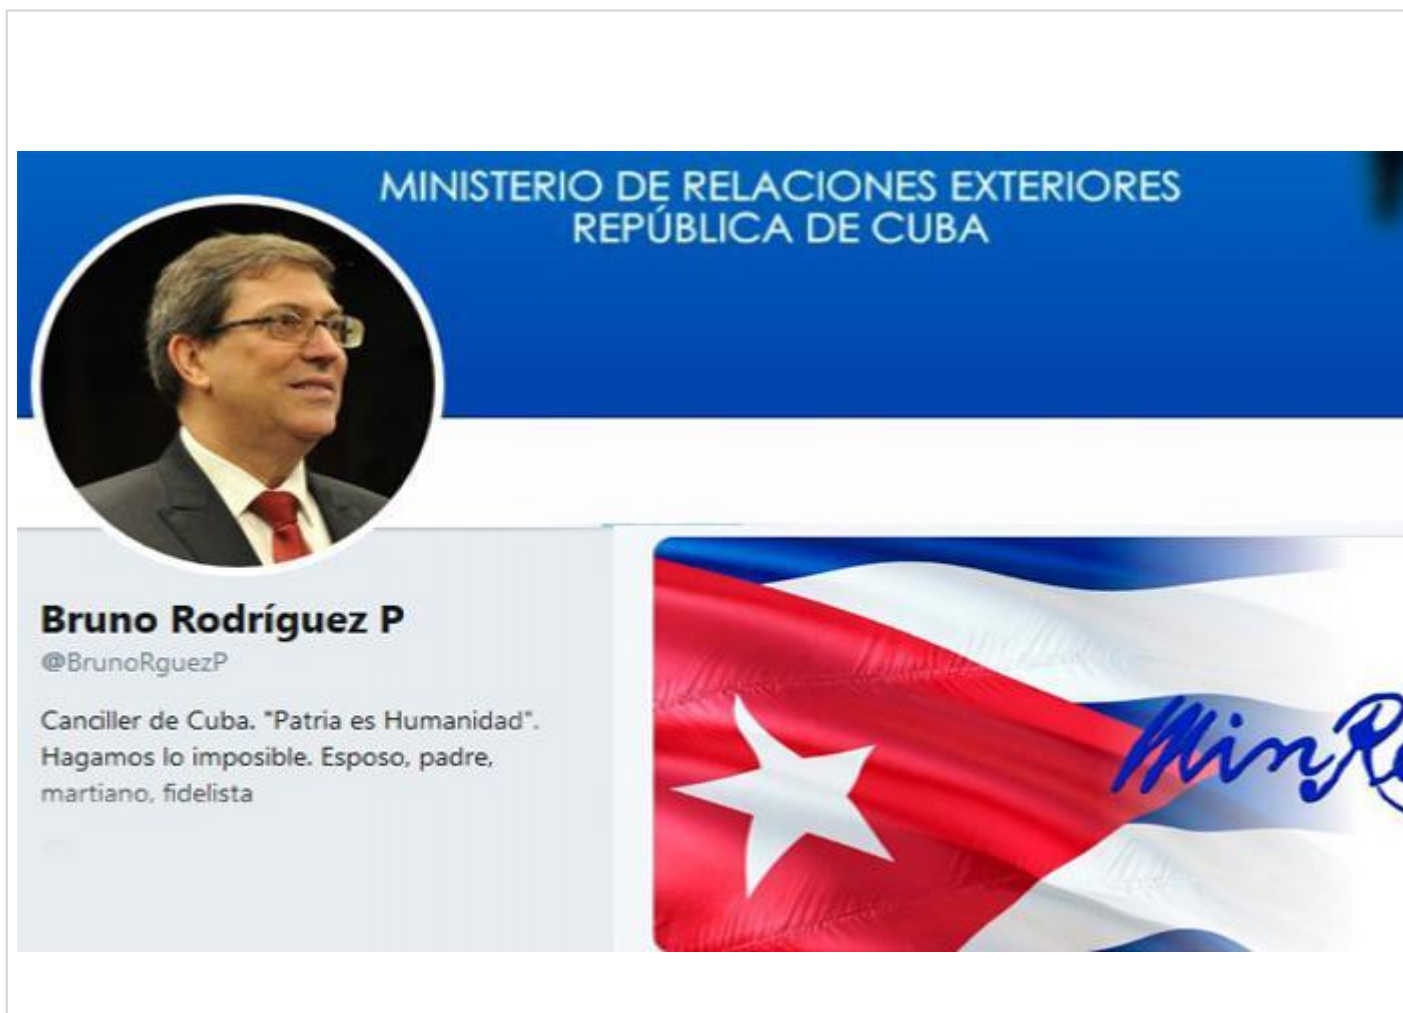 MINISTERIO DE RELACIONES EXTERIORES
REPÚBLICA DE CUBA
Bruno Rodríguez P
@BrunoRguezP
Canciller de Cuba. "Patria es Humanidad".
Hagamos lo imposible. Esposo, padre,
martiano, fidelista